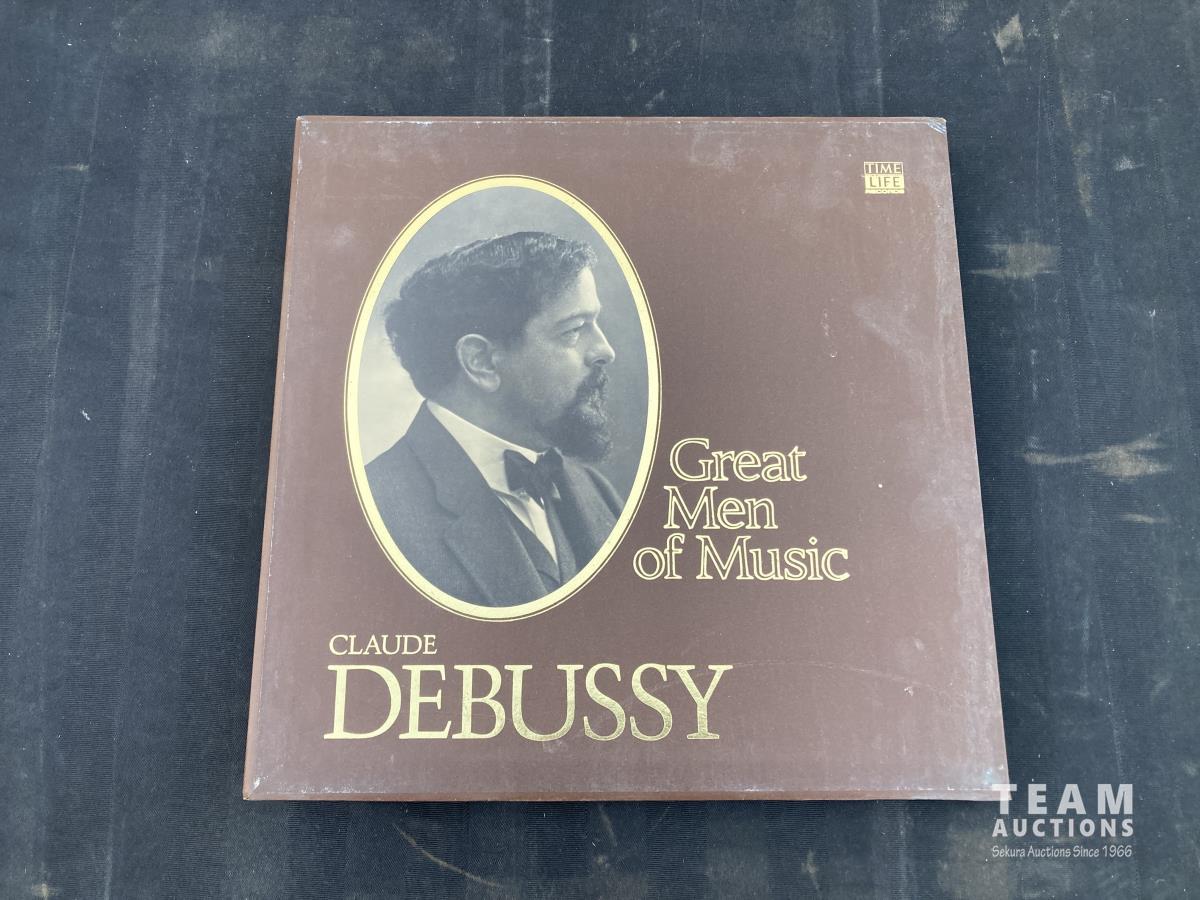 TIME
LIFE
Great
Men
of Music
CLAUDE
DEBUSSY
TEAM
AUCTIONS
Sekura Auctions Since 1966